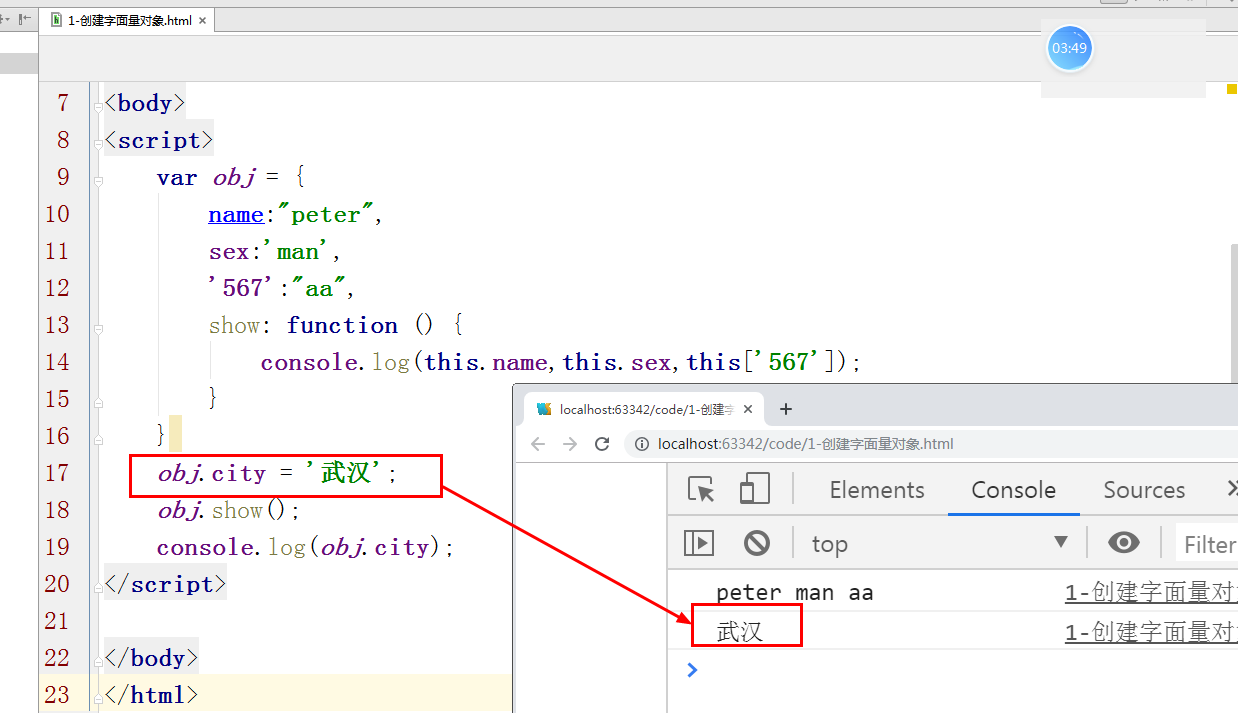 1-创建字面量对象.html ×
03:49
7 <body>
8 <script>
9 var obj = {
10 name:"peter",
11 sex:'man',
12 '567':"aa",
13 show: function () {
14 console.log(this.name,this.sex,this['567']);
15 }
16 }
17 obj.city = '武汉';
18 obj.show();
19 console.log(obj.city);
20 </script>
21
22 </body>
23 </html>
localhost:63342/code/1-创建字 × +
localhost:63342/code/1-创建字面量对象.html
Elements Console Sources »
top ▼ Filter
peter man aa 1-创建字面量对
武汉 1-创建字面量对